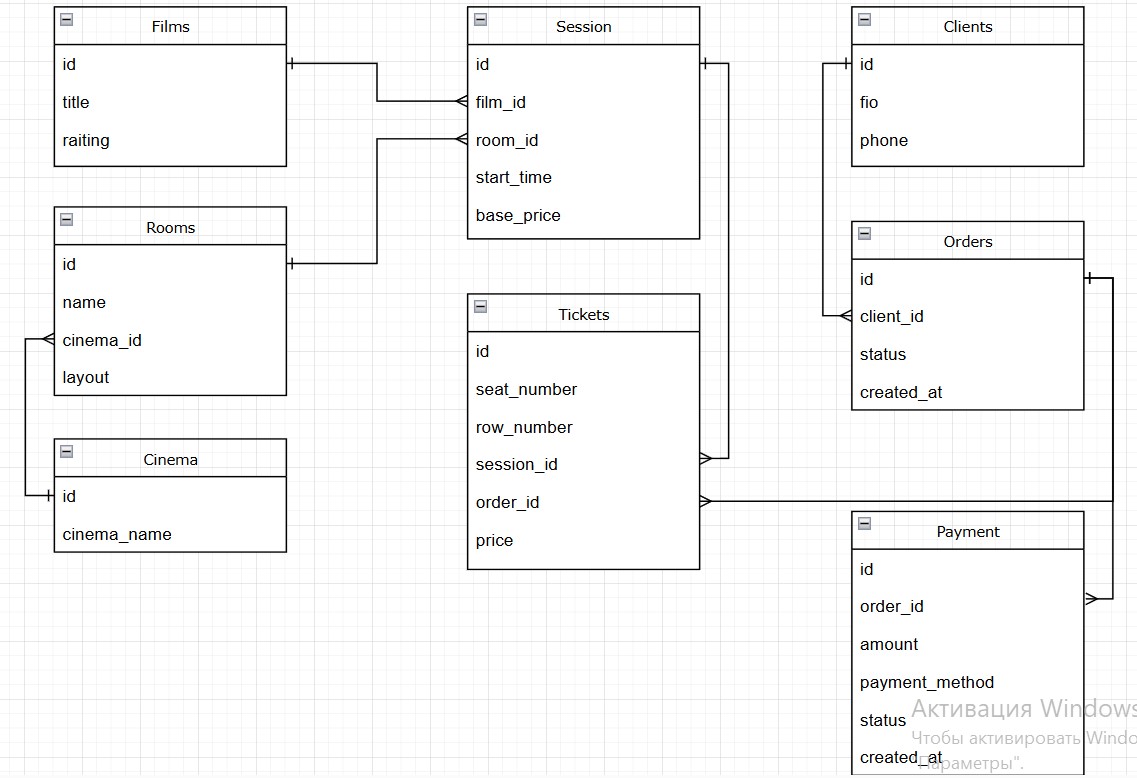 Films
id
title
raiting
Rooms
id
name
cinema_id
layout
Cinema
id
cinema_name
Session
id
film_id
room_id
start_time
base_price
Tickets
id
seat_number
row_number
session_id
order_id
price
Clients
id
fio
phone
Orders
id
client_id
status
created_at
Payment
id
order_id
amount
payment_method
status
created_at
Активация Windows
Чтобы активировать Windo
"Параметры".